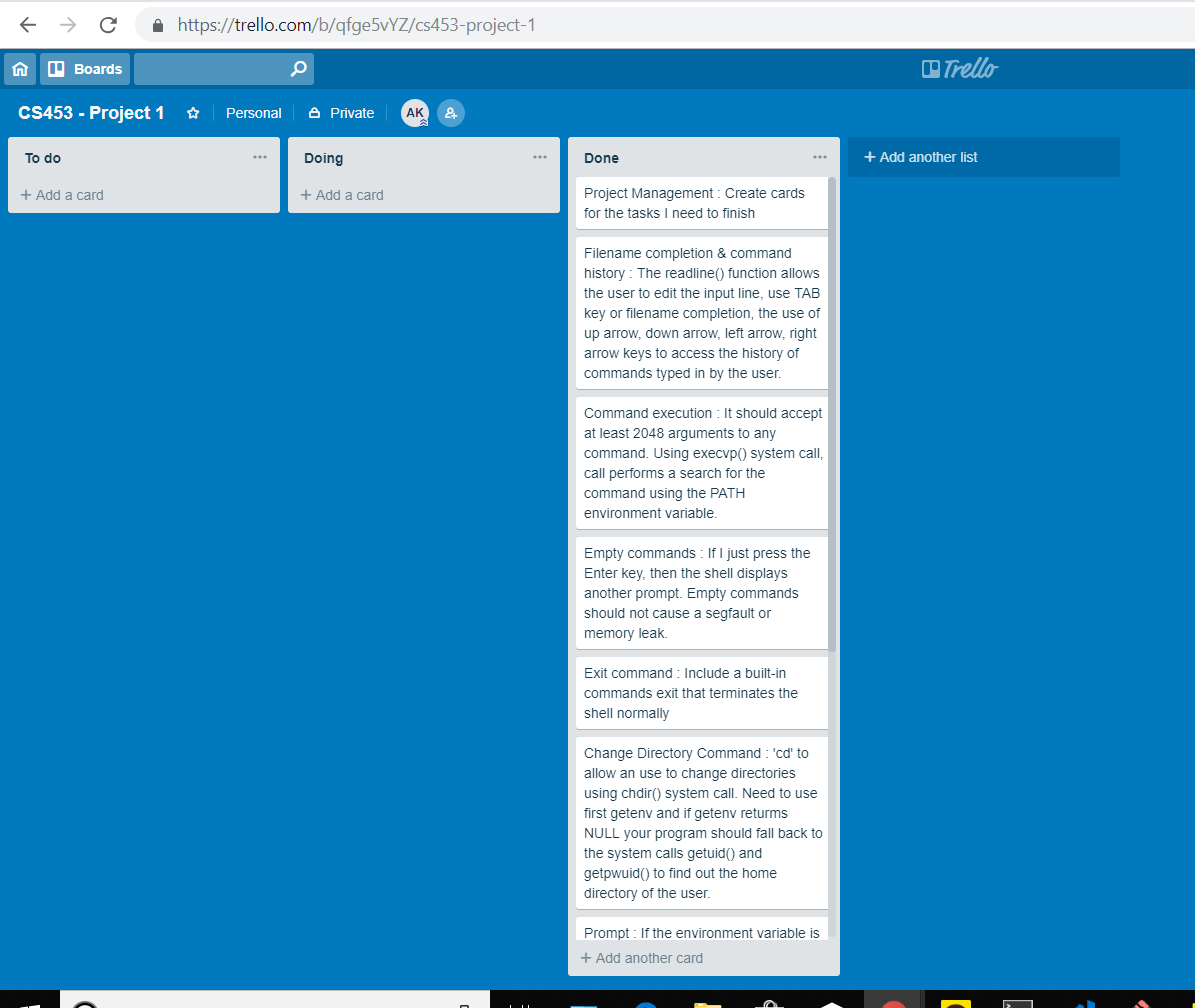 https://trello.com/b/qfge5vYZ/cs453-project-1
Boards
Trello
CS453 - Project 1
Personal
Private
AK
To do
+ Add a card
Doing
+ Add a card
Done
Project Management : Create cards
for the tasks I need to finish
Filename completion & command
history : The readline() function allows
the user to edit the input line, use TAB
key or filename completion, the use of
up arrow, down arrow, left arrow, right
arrow keys to access the history of
commands typed in by the user.
Command execution : It should accept
at least 2048 arguments to any
command. Using execvp() system call,
call performs a search for the
command using the PATH
environment variable.
Empty commands : If I just press the
Enter key, then the shell displays
another prompt. Empty commands
should not cause a segfault or
memory leak.
Exit command : Include a built-in
commands exit that terminates the
shell normally
Change Directory Command : 'cd' to
allow an use to change directories
using chdir() system call. Need to use
first getenv and if getenv returms
NULL your program should fall back to
the system calls getuid() and
getpwuid() to find out the home
directory of the user.
Prompt : If the environment variable is
+ Add another card
+ Add another list